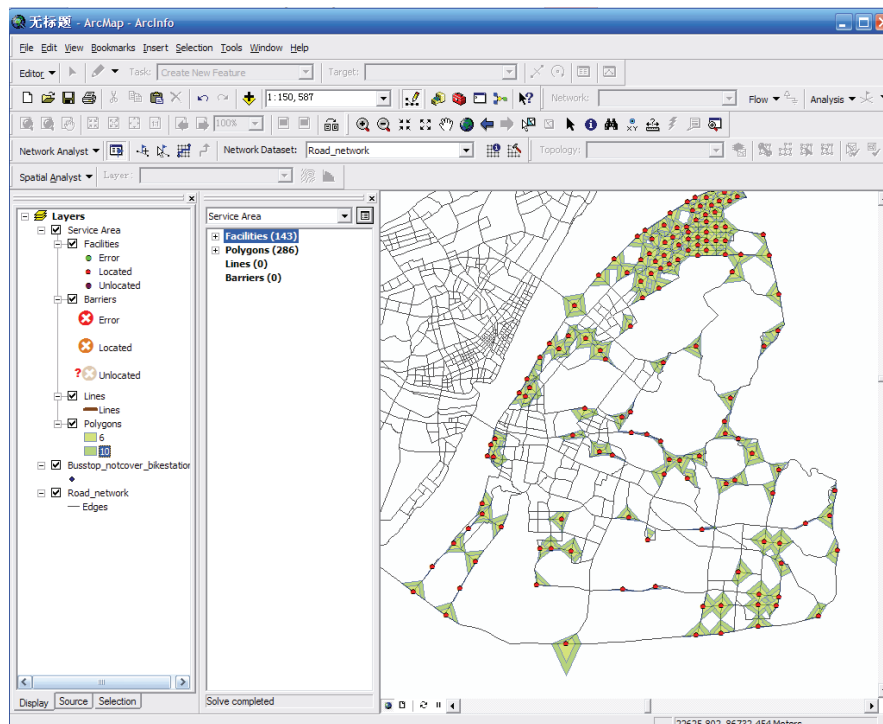 无标题 - ArcMap - ArcInfo
File Edit View Bookmarks Insert Selection Tools Window Help
Editor Task: Create New Feature Target:
1:150,587 Network: Flow Analysis
100%
Network Analyst Network Dataset: Road_network Topology:
Spatial Analyst Layer:
Layers
Service Area
Facilities
Error
Located
Unlocated
Barriers
Error
Located
? Unlocated
Lines
Lines
Polygons
6
10
Busstop_notcover_bikestation
Road_network
Edges
Display Source Selection
Service Area
Facilities (143)
Polygons (286)
Lines (0)
Barriers (0)
Solve completed